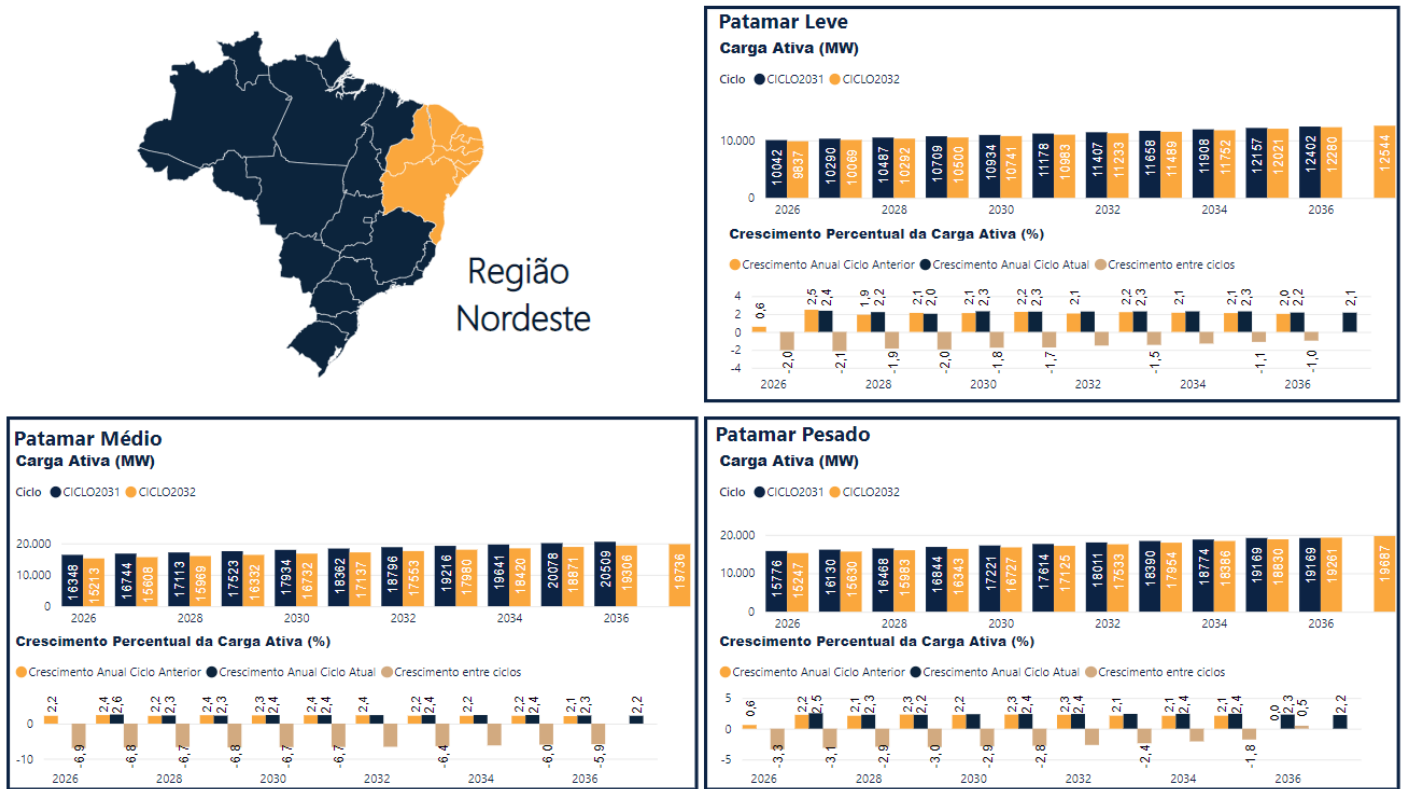 Região
Nordeste
Patamar Leve
Carga Ativa (MW)
Ciclo CICLO2031 CICLO2032
10.000
0
10042 9837 10290 10069 10487 10292 10709 10500 10934 10741 11178 10983 11407 11233 11658 11489 11908 11752 12157 12021 12402 12280 12544
2026 2028 2030 2032 2034 2036
Crescimento Percentual da Carga Ativa (%)
Crescimento Anual Ciclo Anterior Crescimento Anual Ciclo Atual Crescimento entre ciclos
4
2
0
-2
-4
0,6 2,5 2,4 1,9 2,2 2,1 2,0 2,1 2,3 2,2 2,3 2,1 2,2 2,3 2,1 2,1 2,3 2,0 2,2 2,1
-2,0 -2,1 -1,9 -2,0 -1,8 -1,7 -1,5 -1,1 -1,0
2026 2028 2030 2032 2034 2036
Patamar Médio
Carga Ativa (MW)
Ciclo CICLO2031 CICLO2032
20.000
10.000
0
16348 15213 16744 15608 17113 15969 17523 16332 17934 16732 18362 17137 18796 17553 19216 17980 19641 18420 20078 18871 20509 19306 19736
2026 2028 2030 2032 2034 2036
Crescimento Percentual da Carga Ativa (%)
Crescimento Anual Ciclo Anterior Crescimento Anual Ciclo Atual Crescimento entre ciclos
0
-10
2,2 2,4 2,6 2,2 2,3 2,4 2,3 2,3 2,4 2,4 2,4 2,4 2,2 2,4 2,2 2,2 2,4 2,1 2,3 2,2
-6,9 -6,8 -6,7 -6,8 -6,7 -6,7 -6,4 -6,0 -5,9
2026 2028 2030 2032 2034 2036
Patamar Pesado
Carga Ativa (MW)
Ciclo CICLO2031 CICLO2032
20.000
10.000
0
15776 15247 16130 15630 16468 15983 16844 16343 17221 16727 17614 17125 18011 17533 18390 17954 18774 18386 19169 18830 19169 19261 19687
2026 2028 2030 2032 2034 2036
Crescimento Percentual da Carga Ativa (%)
Crescimento Anual Ciclo Anterior Crescimento Anual Ciclo Atual Crescimento entre ciclos
5
0
-5
0,6 2,2 2,5 2,1 2,3 2,3 2,2 2,2 2,3 2,4 2,3 2,4 2,1 2,1 2,4 2,1 2,4 0,0 2,3 0,5 2,2
-3,3 -3,1 -2,9 -3,0 -2,9 -2,8 -2,4 -1,8
2026 2028 2030 2032 2034 2036